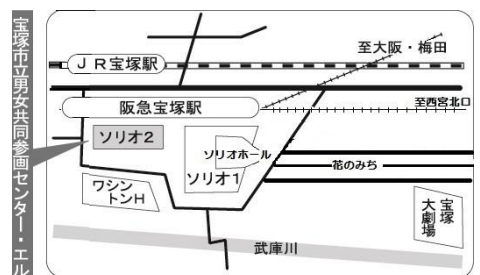 宝塚市立男女共同参画センター・エル
JR宝塚駅
至大阪・梅田
阪急宝塚駅
至西宮北口
ソリオ2
ソリオホール
ソリオ1
花のみち
ワシン
トンH
宝塚
大劇場
武庫川